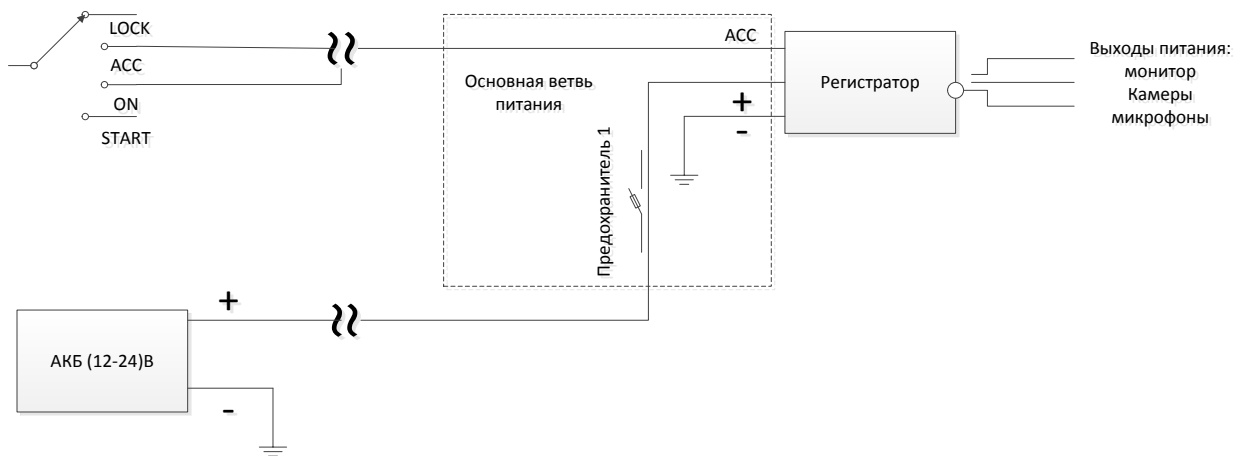 LOCK
ACC
ON
START
ACC
Основная ветвь
питания
+
-
Предохранитель 1
Регистратор
Выходы питания:
монитор
Камеры
микрофоны
+
АКБ (12-24)В
-